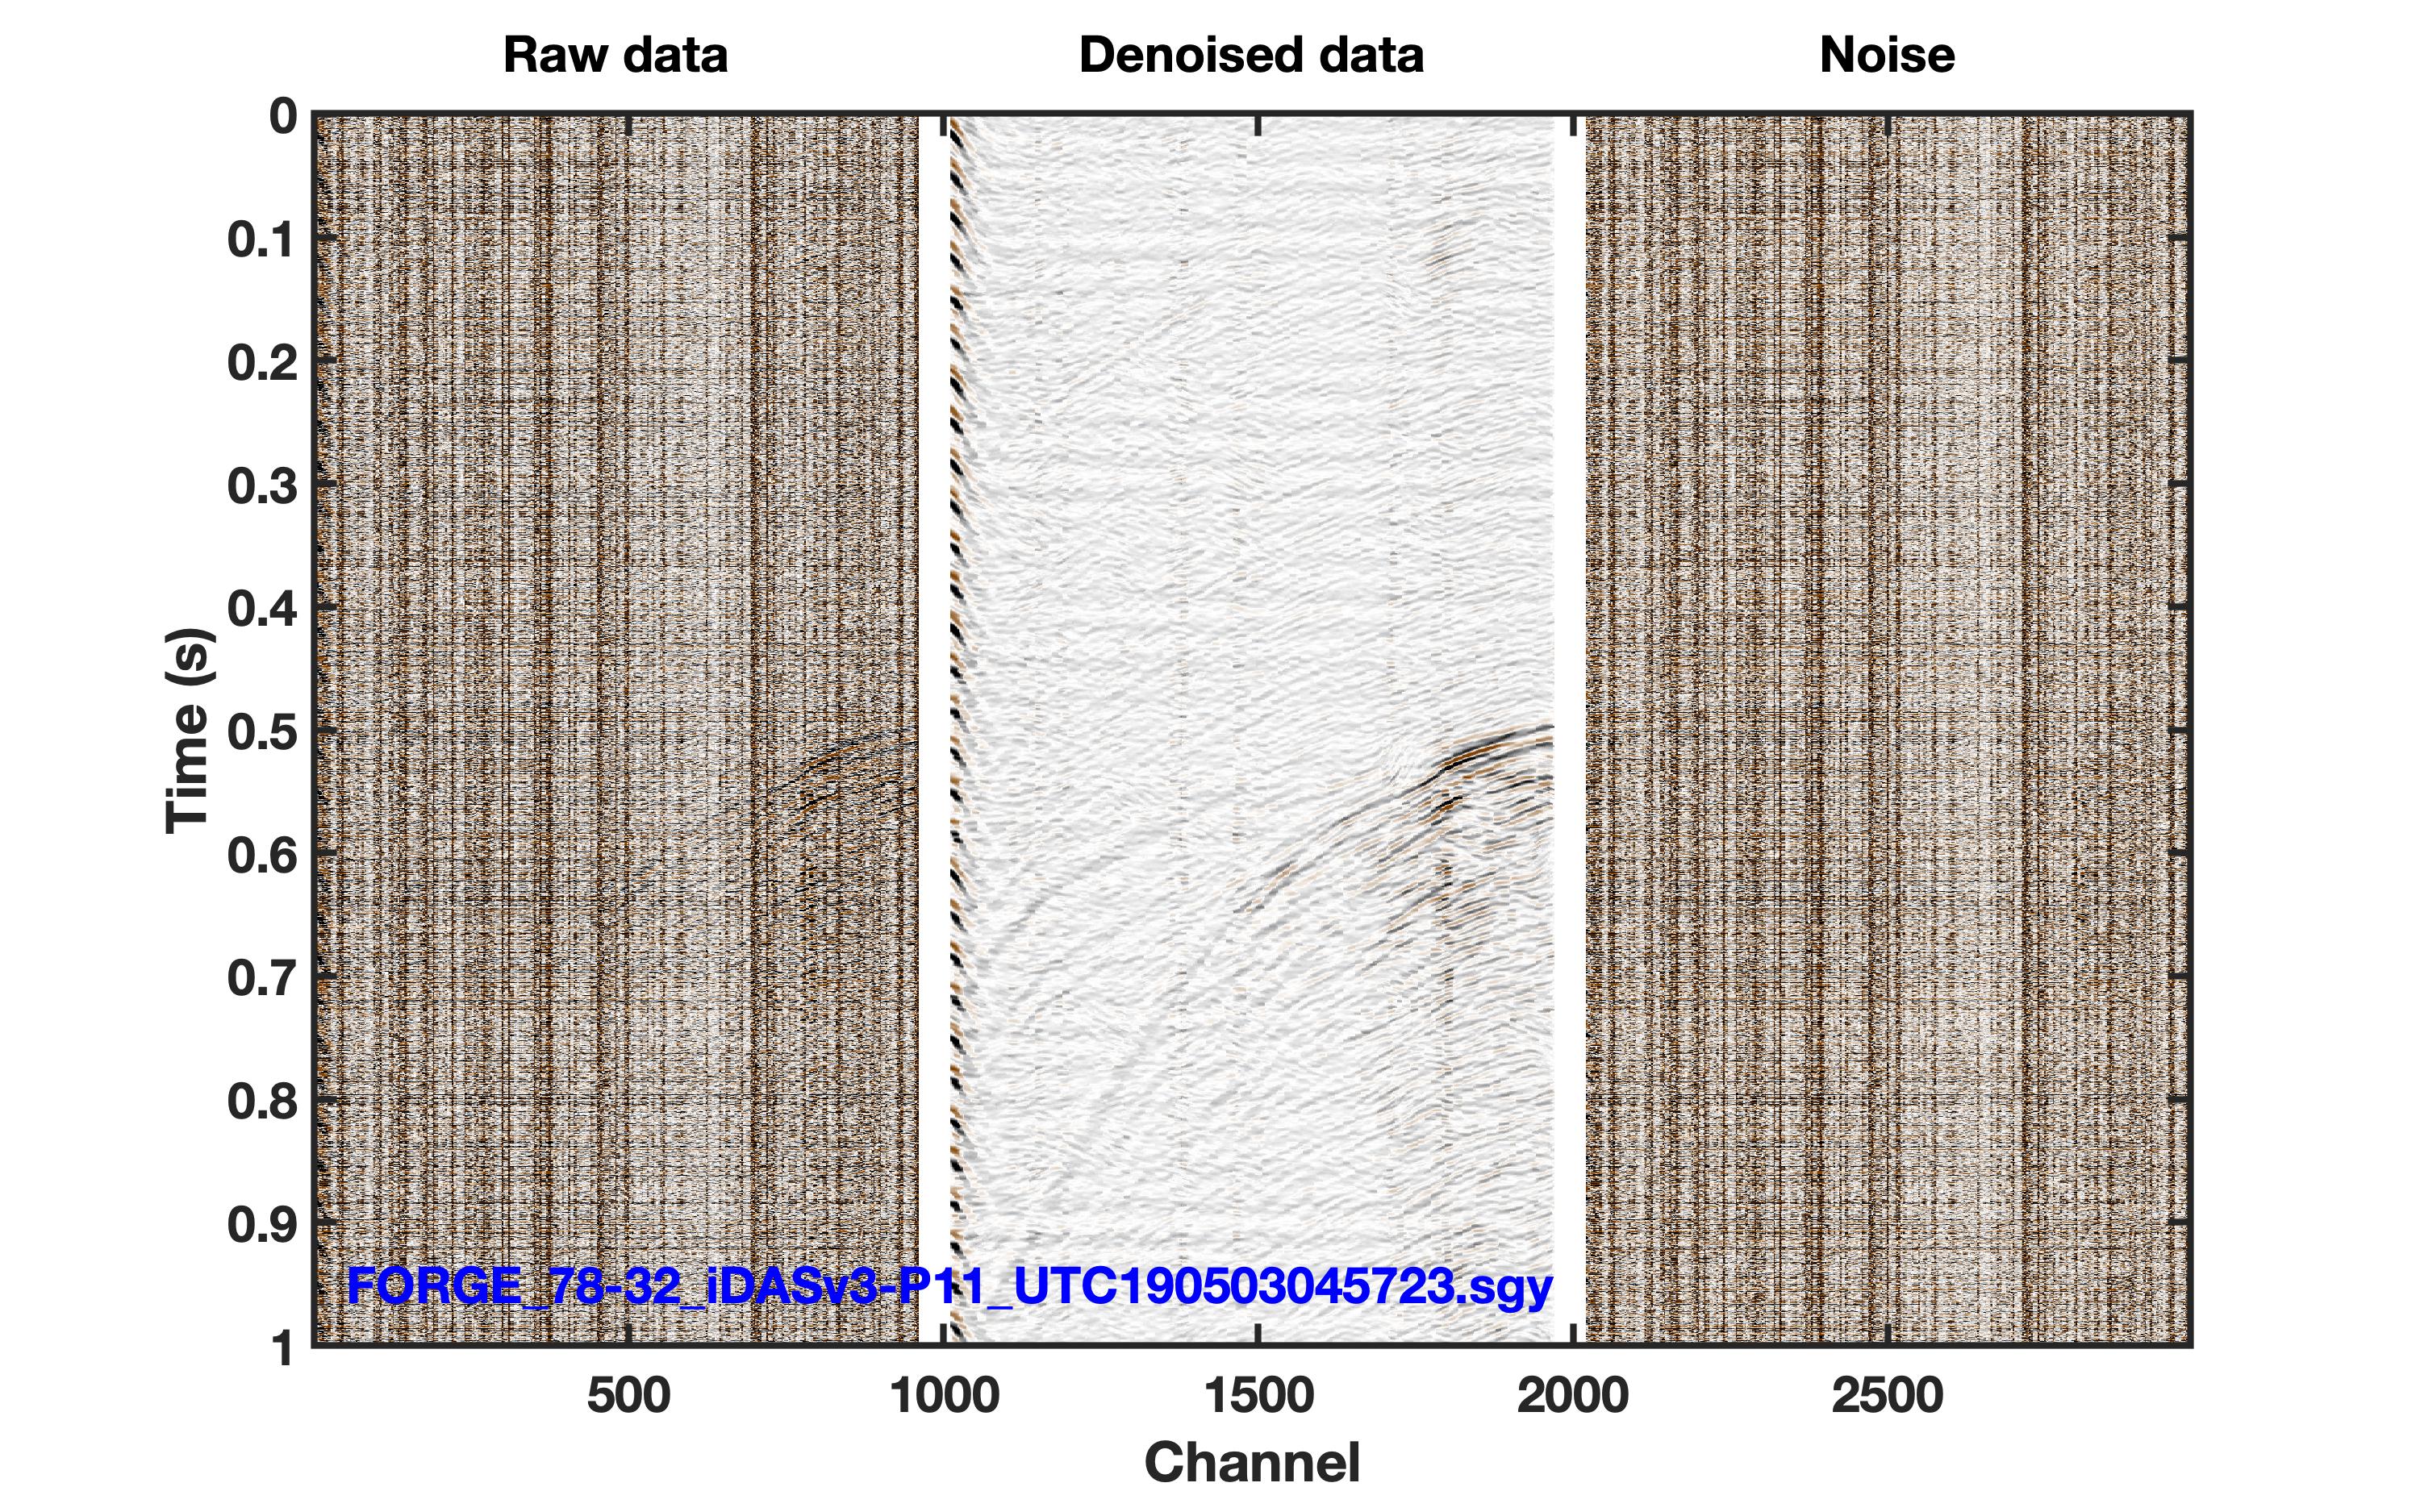 Raw data
Denoised data
Noise
0
0.1
0.2
0.3
0.4
0.5
0.6
0.7
0.8
0.9
1
Time (s)
FORGE_78-32_iDASv3-P11_UTC190503045723.sgy
500
1000
1500
2000
2500
Channel